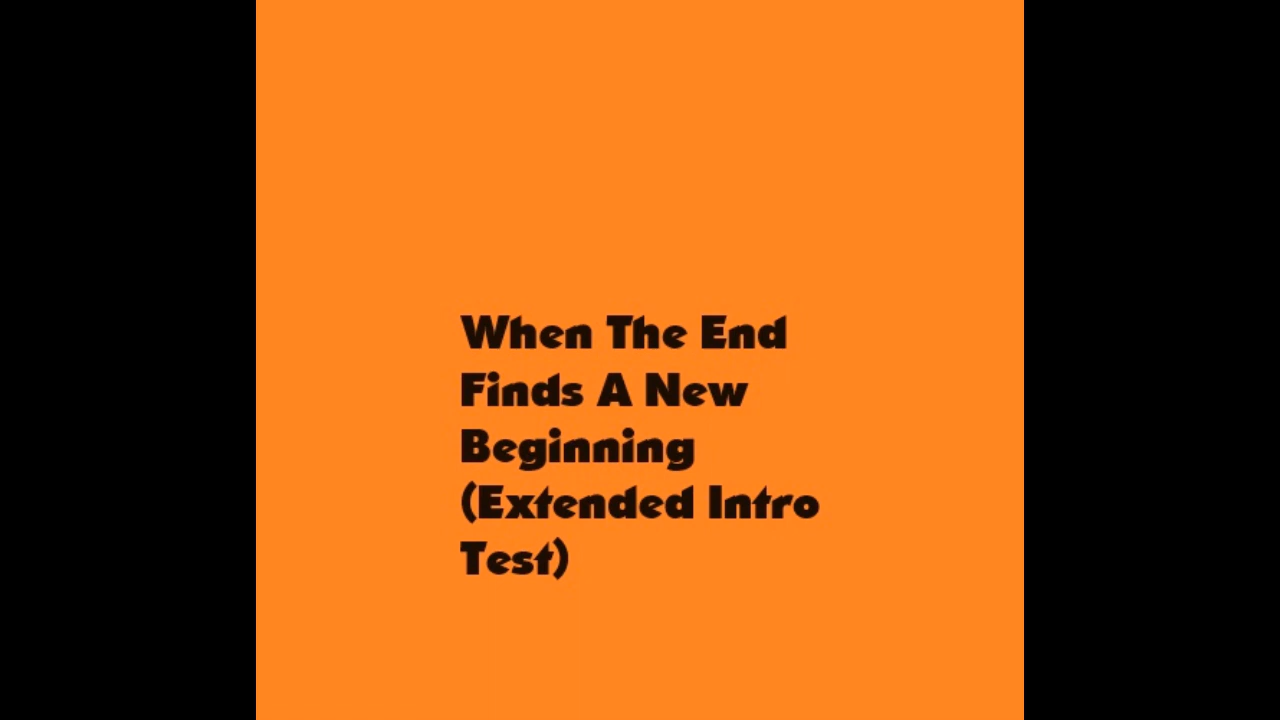 When The End
Finds A New
Beginning
(Extended Intro
Test)